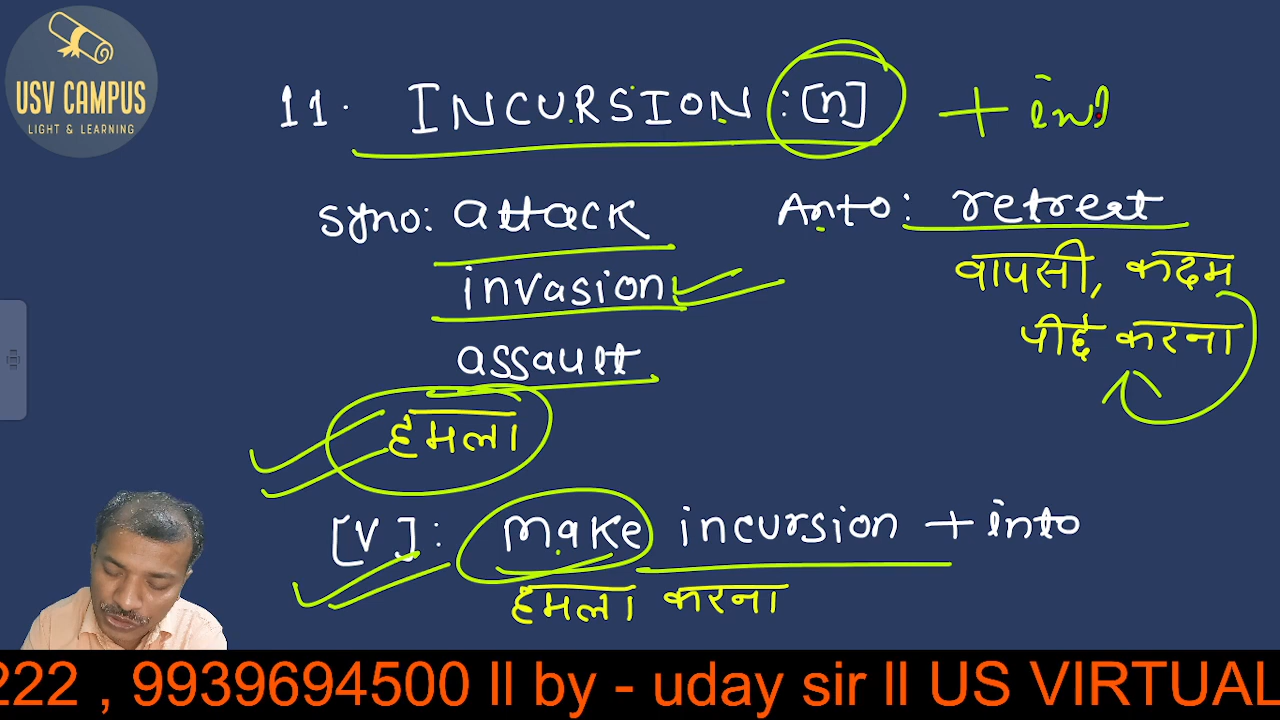 USV CAMPUS
LIGHT & LEARNING
11. INCURSION :[n] +
Syno: attack
Anto: retreat
invasion
वापसी, कदम
पीछे करना
assault
हमला
[V]: make incursion + into
हमला करना
222 , 9939694500 ll by - uday sir ll US VIRTUAL